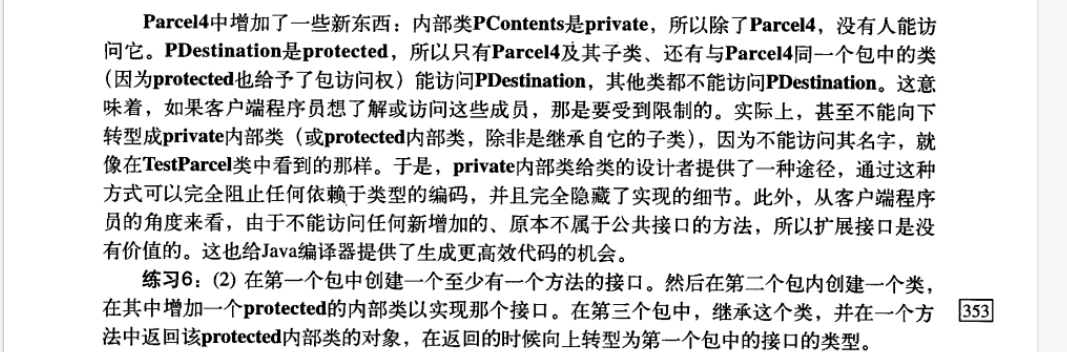 Parcel4中增加了一些新东西：内部类PContents是private，所以除了Parcel4，没有人能访
问它。PDestination是protected，所以只有Parcel4及其子类、还有与Parcel4同一个包中的类
（因为protected也给予了包访问权）能访问PDestination，其他类都不能访问PDestination。这意
味着，如果客户端程序员想了解或访问这些成员，那是要受到限制的。实际上，甚至不能向下
转型成private内部类（或protected内部类，除非是继承自它的子类），因为不能访问其名字，就
像在TestParcel类中看到的那样。于是，private内部类给类的设计者提供了一种途径，通过这种
方式可以完全阻止任何依赖于类型的编码，并且完全隐藏了实现的细节。此外，从客户端程序
员的角度来看，由于不能访问任何新增加的、原本不属于公共接口的方法，所以扩展接口是没
有价值的。这也给Java编译器提供了生成更高效代码的机会。
练习6：(2) 在第一个包中创建一个至少有一个方法的接口。然后在第二个包内创建一个类，
在其中增加一个protected的内部类以实现那个接口。在第三个包中，继承这个类，并在一个方 353
法中返回该protected内部类的对象，在返回的时候向上转型为第一个包中的接口的类型。